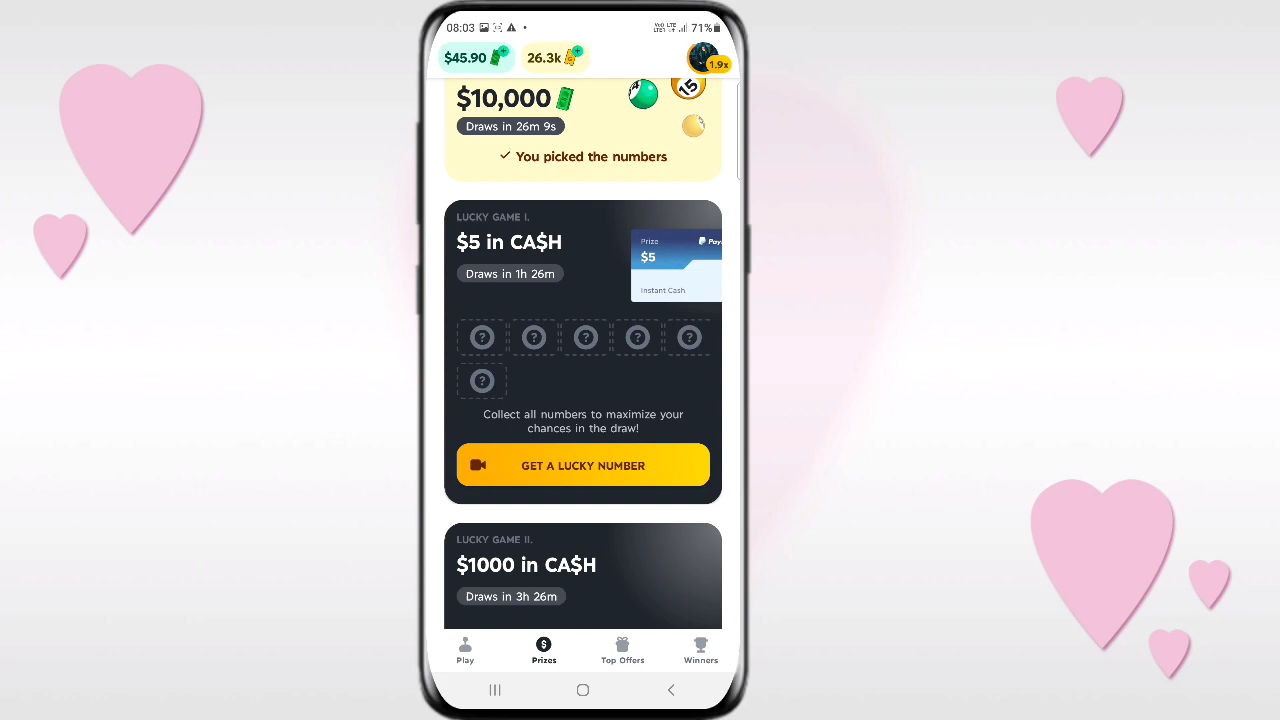 08:03
71%
$45.90
26.3k
1.9x
$10,000
15
Draws in 26m 9s
You picked the numbers
LUCKY GAME I.
$5 in CA$H
Draws in 1h 26m
Prize
$5
Instant Cash
? ? ? ? ?
?
Collect all numbers to maximize your
chances in the draw!
GET A LUCKY NUMBER
LUCKY GAME II.
$1000 in CA$H
Draws in 3h 26m
Play
Prizes
Top Offers
Winners